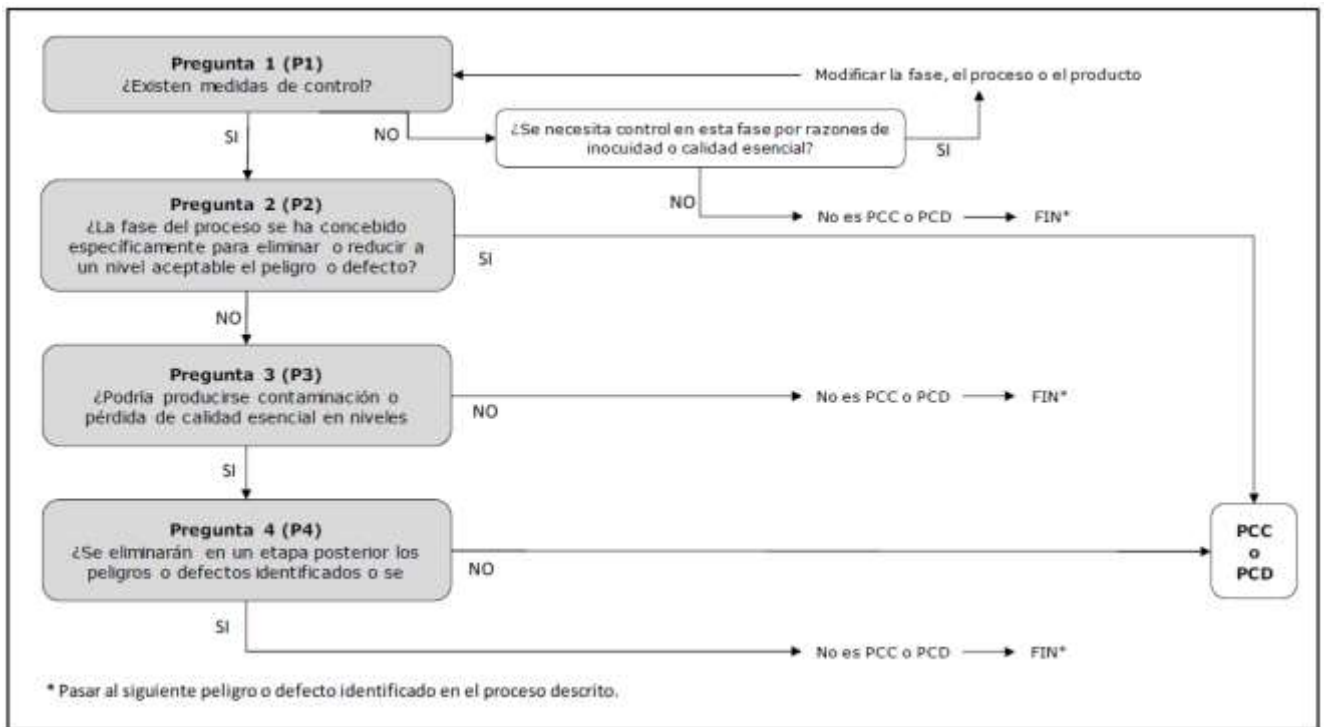 Pregunta 1 (P1)
¿Existen medidas de control?
Modificar la fase, el proceso o el producto
SI
NO
¿Se necesita control en esta fase por razones de
inocuidad o calidad esencial?
SI
NO
No es PCC o PCD
FIN*
Pregunta 2 (P2)
¿La fase del proceso se ha concebido
específicamente para eliminar o reducir a
un nivel aceptable el peligro o defecto?
SI
NO
Pregunta 3 (P3)
¿Podría producirse contaminación o
pérdida de calidad esencial en niveles
NO
No es PCC o PCD
FIN*
SI
Pregunta 4 (P4)
¿Se eliminarán en un etapa posterior los
peligros o defectos identificados o se
NO
PCC
o
PCD
SI
No es PCC o PCD
FIN*
* Pasar al siguiente peligro o defecto identificado en el proceso descrito.